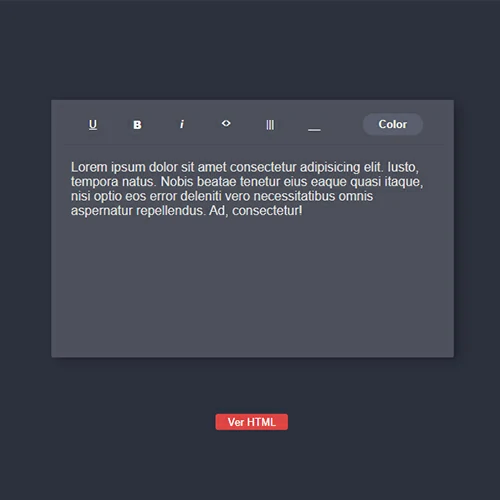 U B i <> ||| __ Color
Lorem ipsum dolor sit amet consectetur adipisicing elit. Iusto,
tempora natus. Nobis beatae tenetur eius eaque quasi itaque,
nisi optio eos error deleniti vero necessitatibus omnis
aspernatur repellendus. Ad, consectetur!
Ver HTML